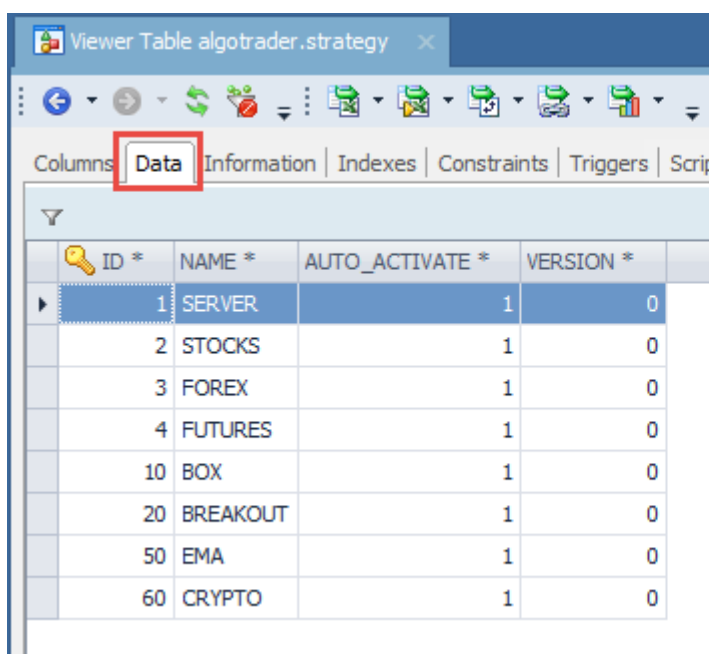 Viewer Table algotrader.strategy
Columns Data Information Indexes Constraints Triggers Scrip
ID * NAME * AUTO_ACTIVATE * VERSION *
1 SERVER 1 0
2 STOCKS 1 0
3 FOREX 1 0
4 FUTURES 1 0
10 BOX 1 0
20 BREAKOUT 1 0
50 EMA 1 0
60 CRYPTO 1 0